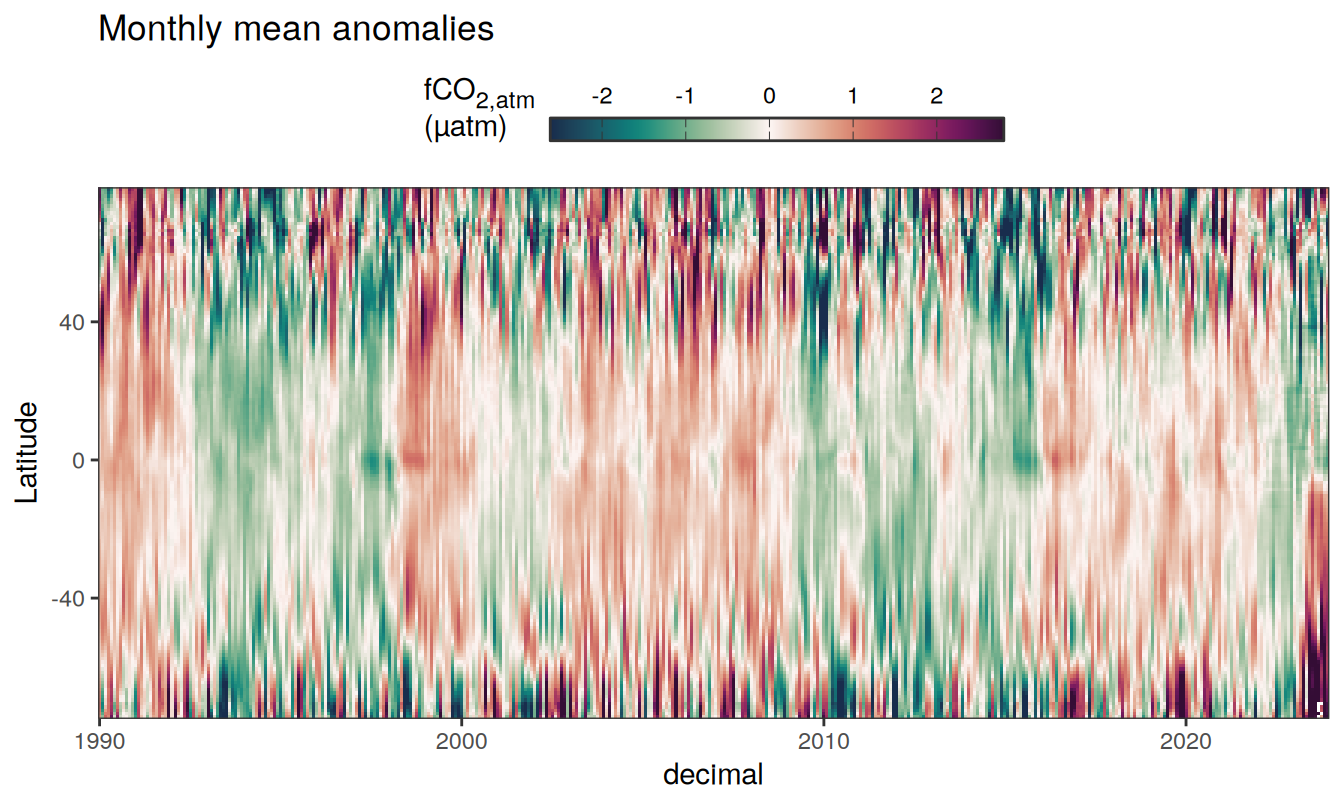 Monthly mean anomalies
fCO2,atm
(µatm)
-2 -1 0 1 2
Latitude
40
0
-40
1990 2000 2010 2020
decimal